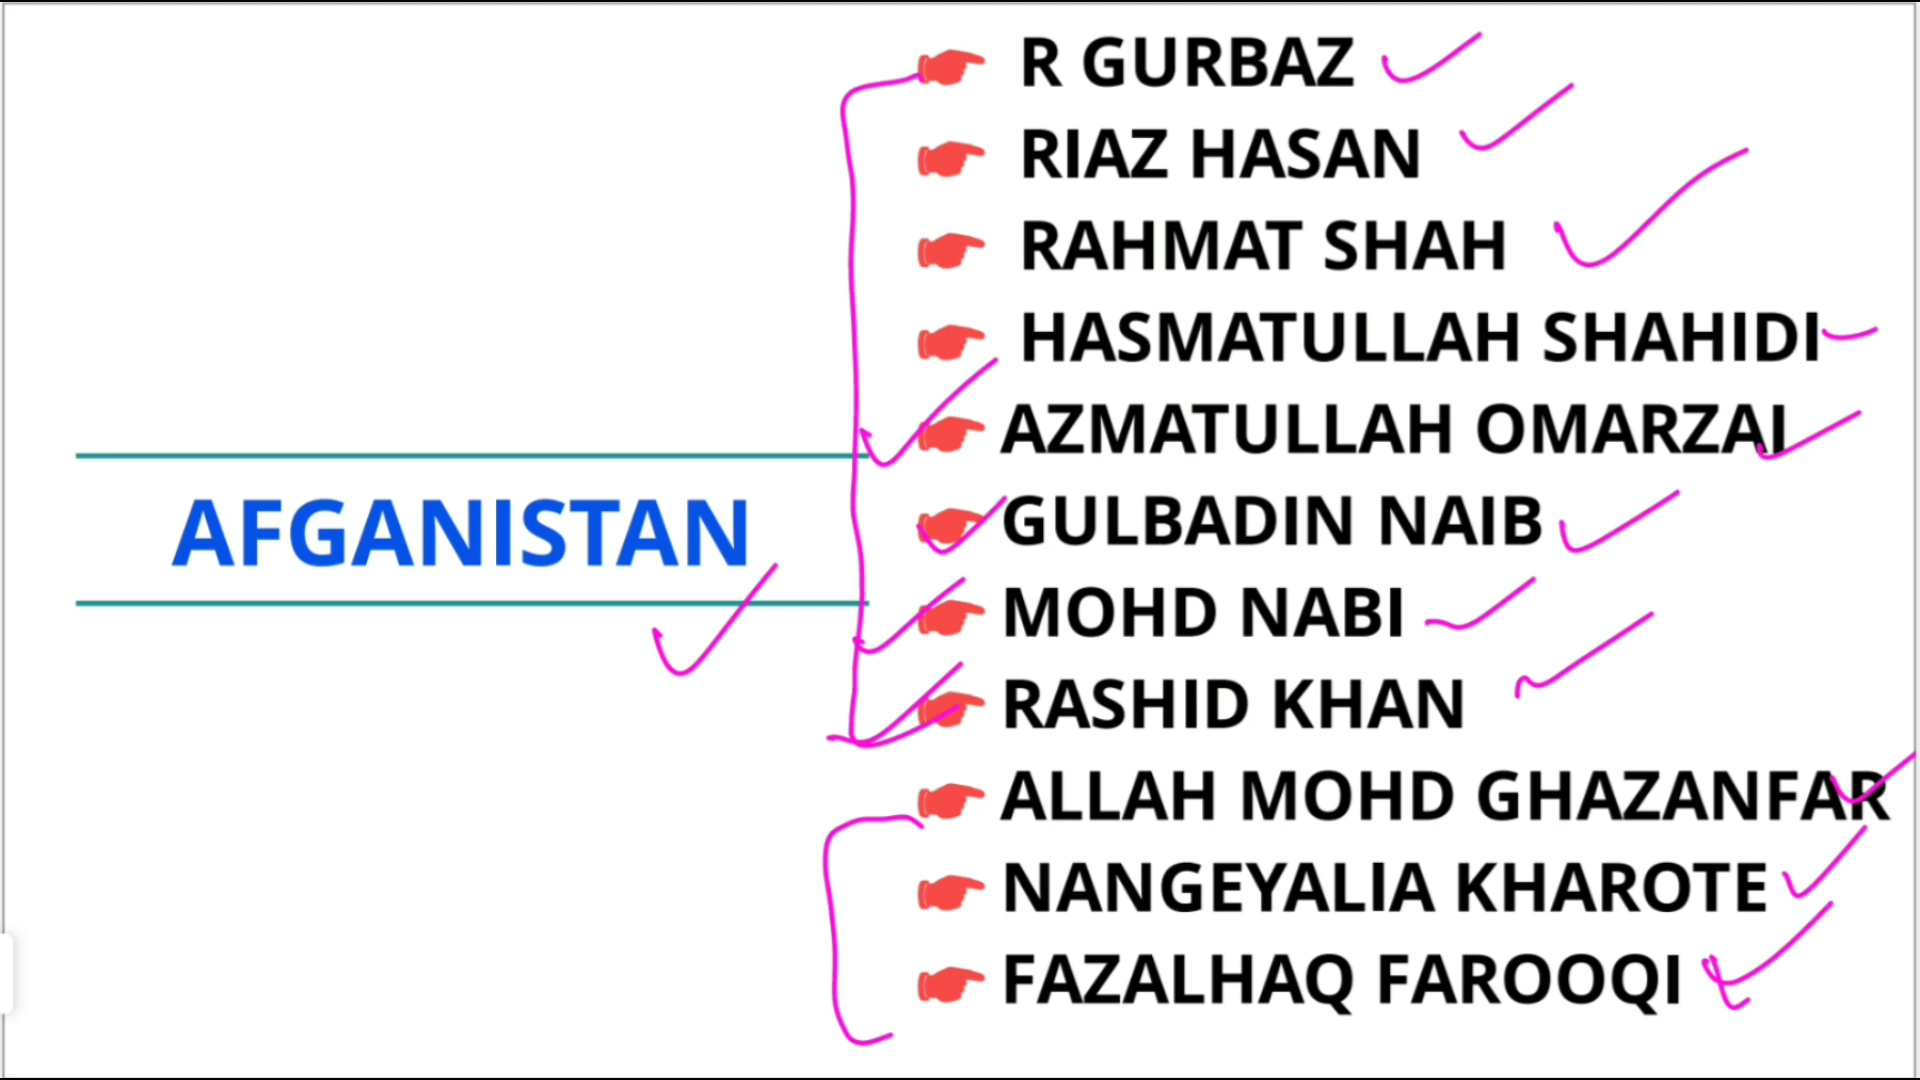 R GURBAZ
RIAZ HASAN
RAHMAT SHAH
HASMATULLAH SHAHIDI
AZMATULLAH OMARZAI
AFGANISTAN
GULBADIN NAIB
MOHD NABI
RASHID KHAN
ALLAH MOHD GHAZANFAR
NANGEYALIA KHAROTE
FAZALHAQ FAROOQI